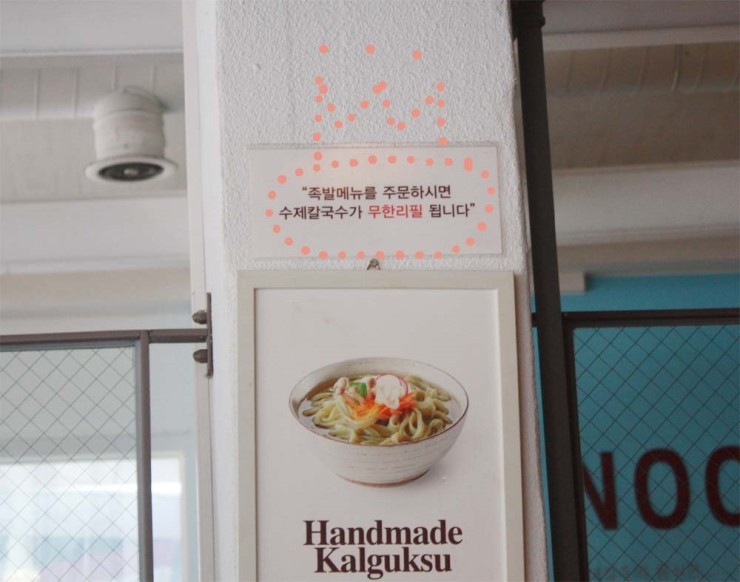 “족발메뉴를 주문하시면
수제칼국수가 무한리필 됩니다”
Handmade
Kalguksu
NOO